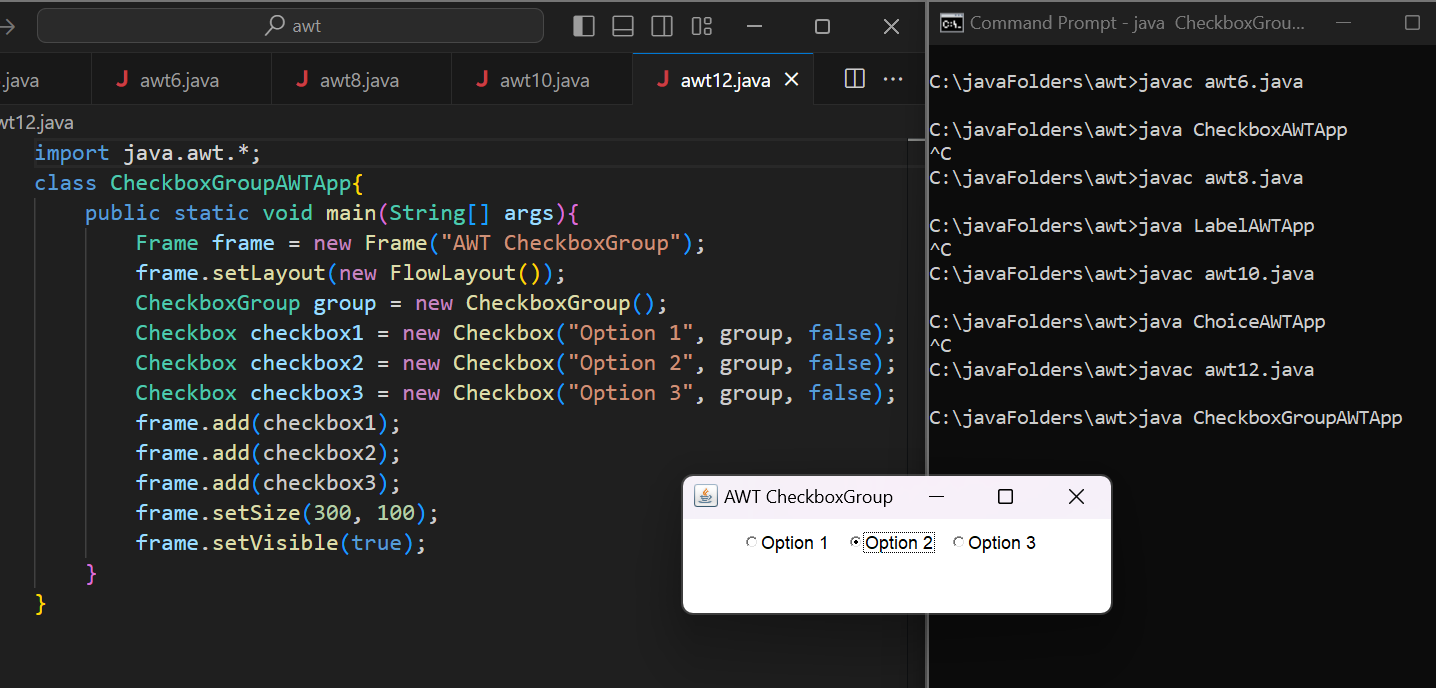 awt
.java
awt6.java
awt8.java
awt10.java
awt12.java
wt12.java
import java.awt.*;
class CheckboxGroupAWTApp{
public static void main(String[] args){
Frame frame = new Frame("AWT CheckboxGroup");
frame.setLayout(new FlowLayout());
CheckboxGroup group = new CheckboxGroup();
Checkbox checkbox1 = new Checkbox("Option 1", group, false);
Checkbox checkbox2 = new Checkbox("Option 2", group, false);
Checkbox checkbox3 = new Checkbox("Option 3", group, false);
frame.add(checkbox1);
frame.add(checkbox2);
frame.add(checkbox3);
frame.setSize(300, 100);
frame.setVisible(true);
}
}
Command Prompt - java CheckboxGrou...
C:\javaFolders\awt>javac awt6.java
C:\javaFolders\awt>java CheckboxAWTApp
^C
C:\javaFolders\awt>javac awt8.java
C:\javaFolders\awt>java LabelAWTApp
^C
C:\javaFolders\awt>javac awt10.java
C:\javaFolders\awt>java ChoiceAWTApp
^C
C:\javaFolders\awt>javac awt12.java
C:\javaFolders\awt>java CheckboxGroupAWTApp
AWT CheckboxGroup
Option 1 Option 2 Option 3